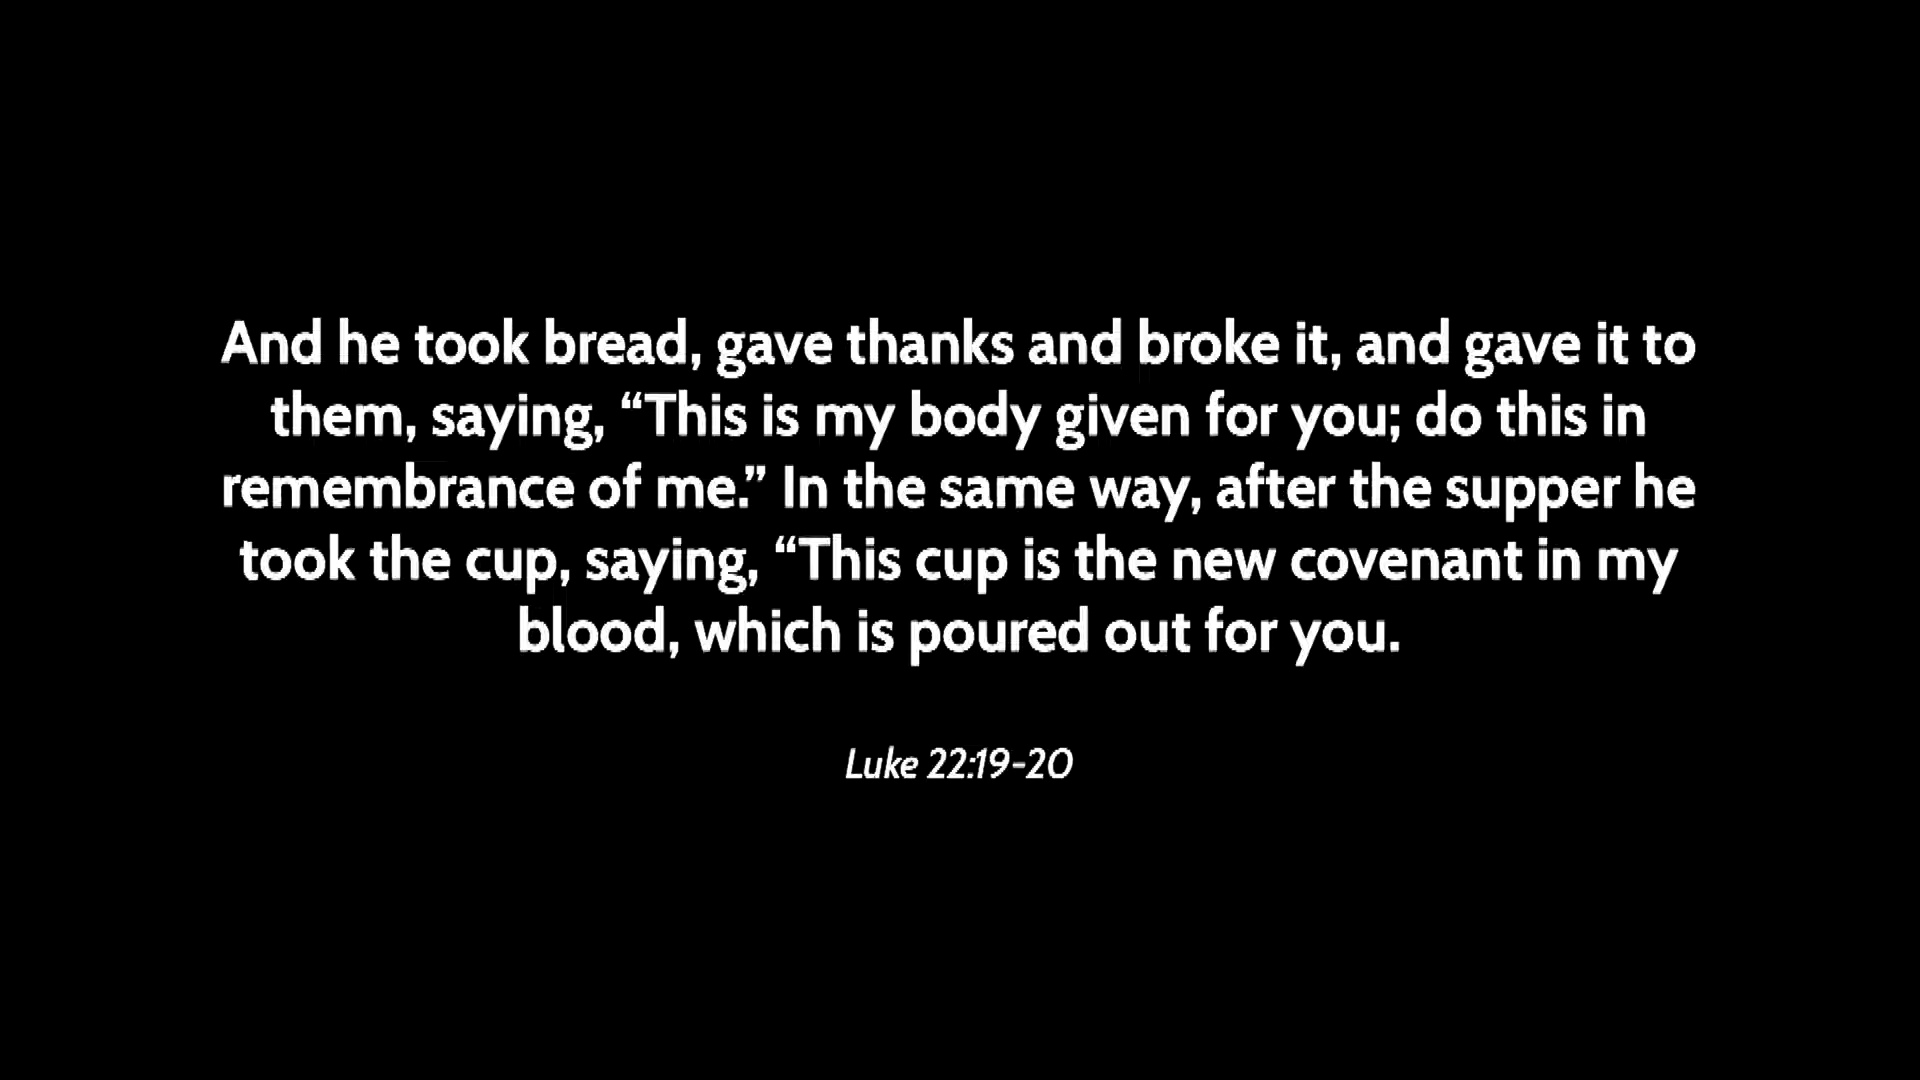 And he took bread, gave thanks and broke it, and gave it to
them, saying, “This is my body given for you; do this in
remembrance of me.” In the same way, after the supper he
took the cup, saying, “This cup is the new covenant in my
blood, which is poured out for you.
Luke 22:19-20